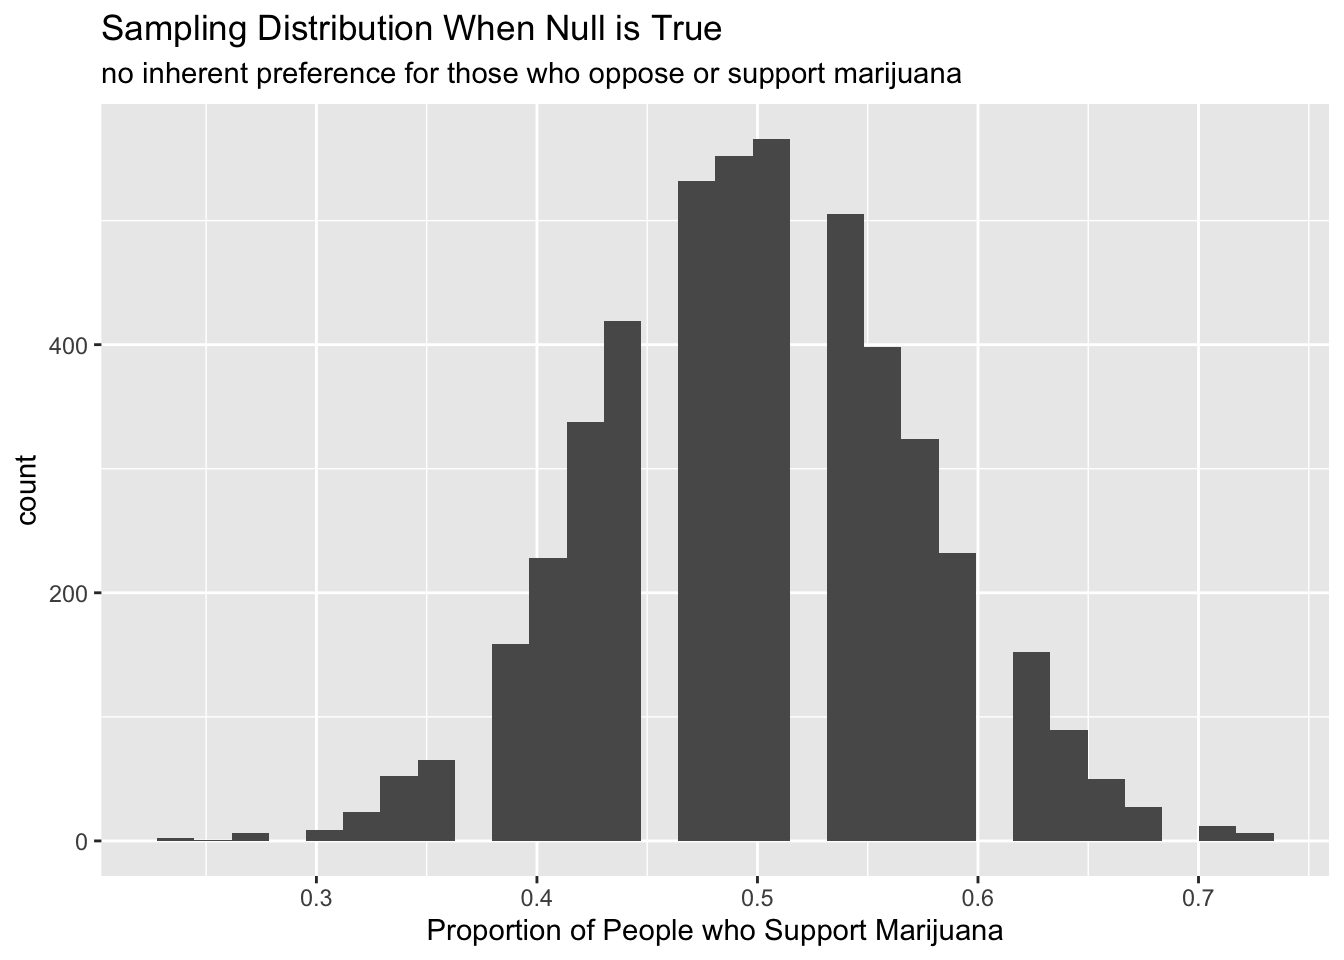 Sampling Distribution When Null is True
no inherent preference for those who oppose or support marijuana
count
400
200
0
0.3 0.4 0.5 0.6 0.7
Proportion of People who Support Marijuana